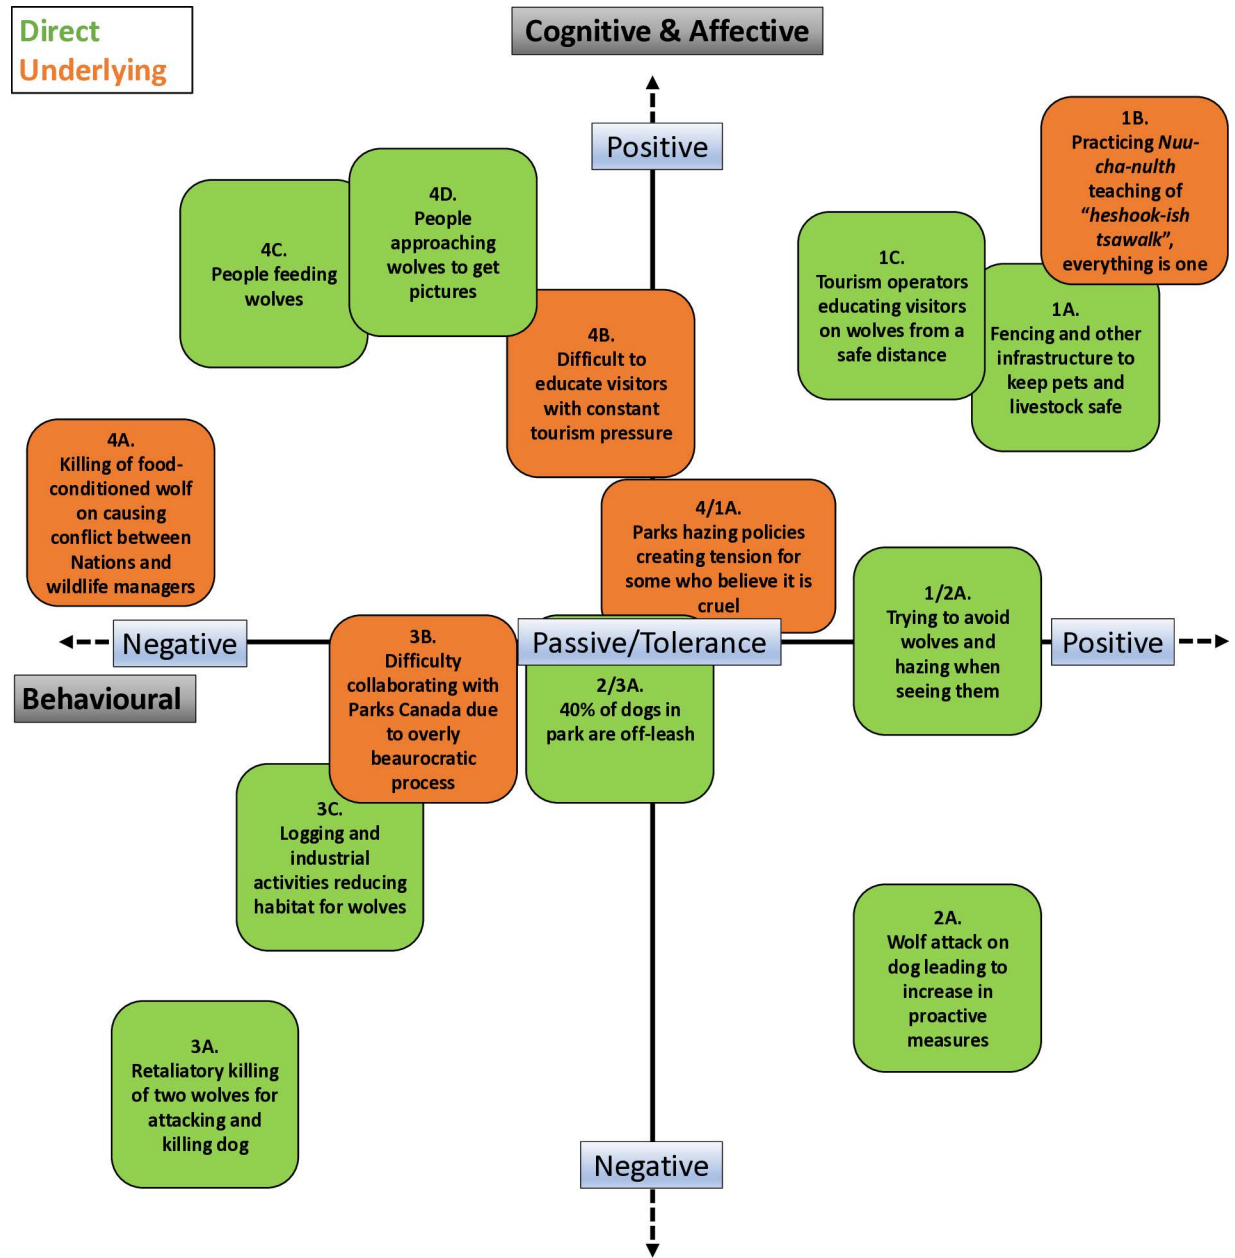 Direct
Underlying
Cognitive & Affective
Positive
1B.
Practicing Nuu-
cha-nulth
teaching of
“heshook-ish
tsawalk”,
everything is one
4D.
People
approaching
wolves to get
pictures
4C.
People feeding
wolves
1C.
Tourism operators
educating visitors
on wolves from a
safe distance
1A.
Fencing and other
infrastructure to
keep pets and
livestock safe
4B.
Difficult to
educate visitors
with constant
tourism pressure
4A.
Killing of food-
conditioned wolf
on causing
conflict between
Nations and
wildlife managers
4/1A.
Parks hazing policies
creating tension for
some who believe it is
cruel
1/2A.
Trying to avoid
wolves and
hazing when
seeing them
Negative
Passive/Tolerance
Positive
Behavioural
3B.
Difficulty
collaborating with
Parks Canada due
to overly
beaurocratic
process
2/3A.
40% of dogs in
park are off-leash
3C.
Logging and
industrial
activities reducing
habitat for wolves
2A.
Wolf attack on
dog leading to
increase in
proactive
measures
3A.
Retaliatory killing
of two wolves for
attacking and
killing dog
Negative